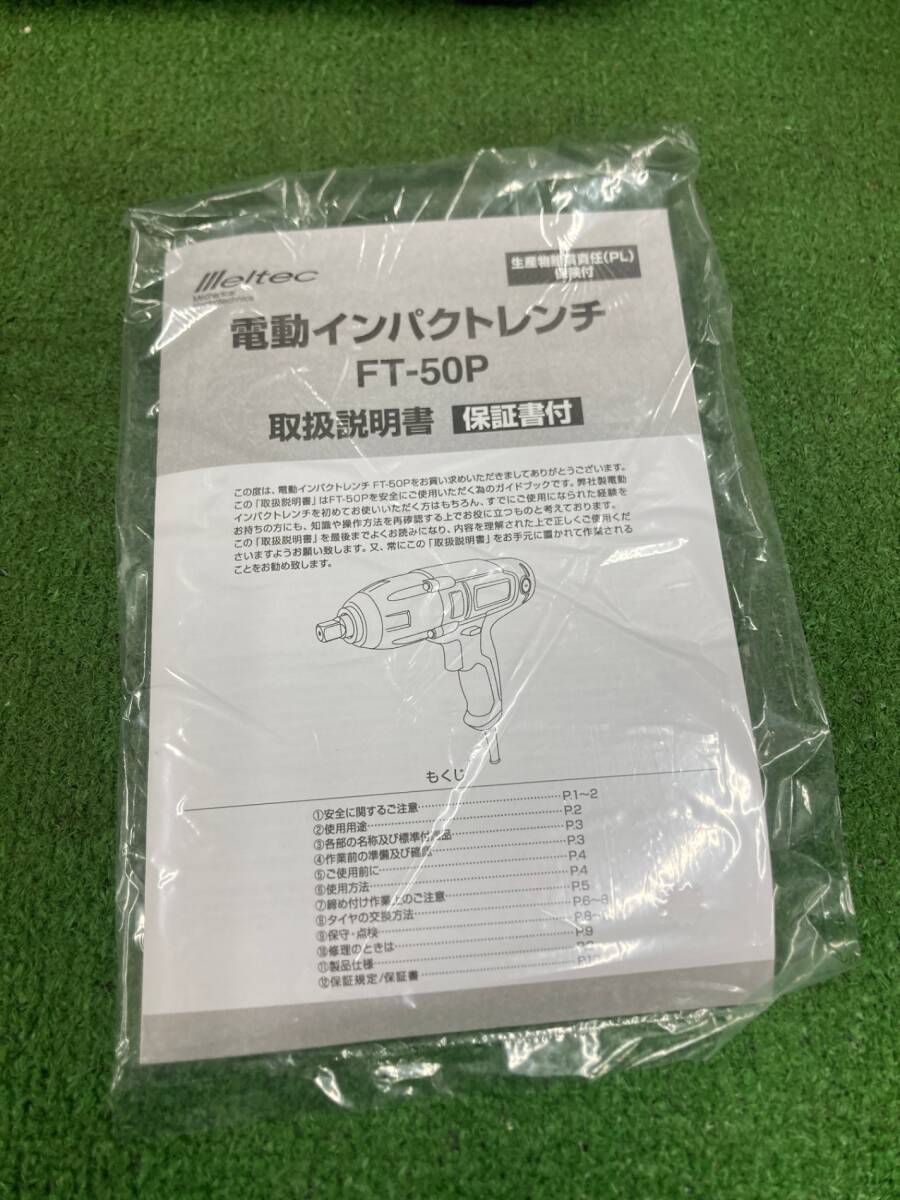 Meltec
生産物賠償責任(PL)
保険付
電動インパクトレンチ
FT-50P
取扱説明書 保証書付
この度は、電動インパクトレンチ FT-50Pをお買い求めいただきましてありがとうございます。
この「取扱説明書」はFT-50Pを安全にご使用いただく為のガイドブックです。弊社製電動
インパクトレンチを初めてお使いいただく方はもちろん、すでにご使用になられた経験を
お持ちの方にも、知識や操作方法を再確認する上でお役に立つものと考えております。
この「取扱説明書」を最後までよくお読みになり、内容を理解された上で正しくご使用くだ
さいますようお願い致します。又、常にこの「取扱説明書」をお手元に置かれて作業される
ことをお勧め致します。
もくじ
①安全に関するご注意 P.1~2
②使用用途 P.2
③各部の名称及び標準付属品 P.3
④作業前の準備及び確認 P.3
⑤ご使用前に P.4
⑥使用方法 P.4
⑦締め付け作業上のご注意 P.5
⑧タイヤの交換方法 P.6~8
⑨保守・点検 P.8~
⑩修理のときは P.9
⑪製品仕様
⑫保証規定/保証書